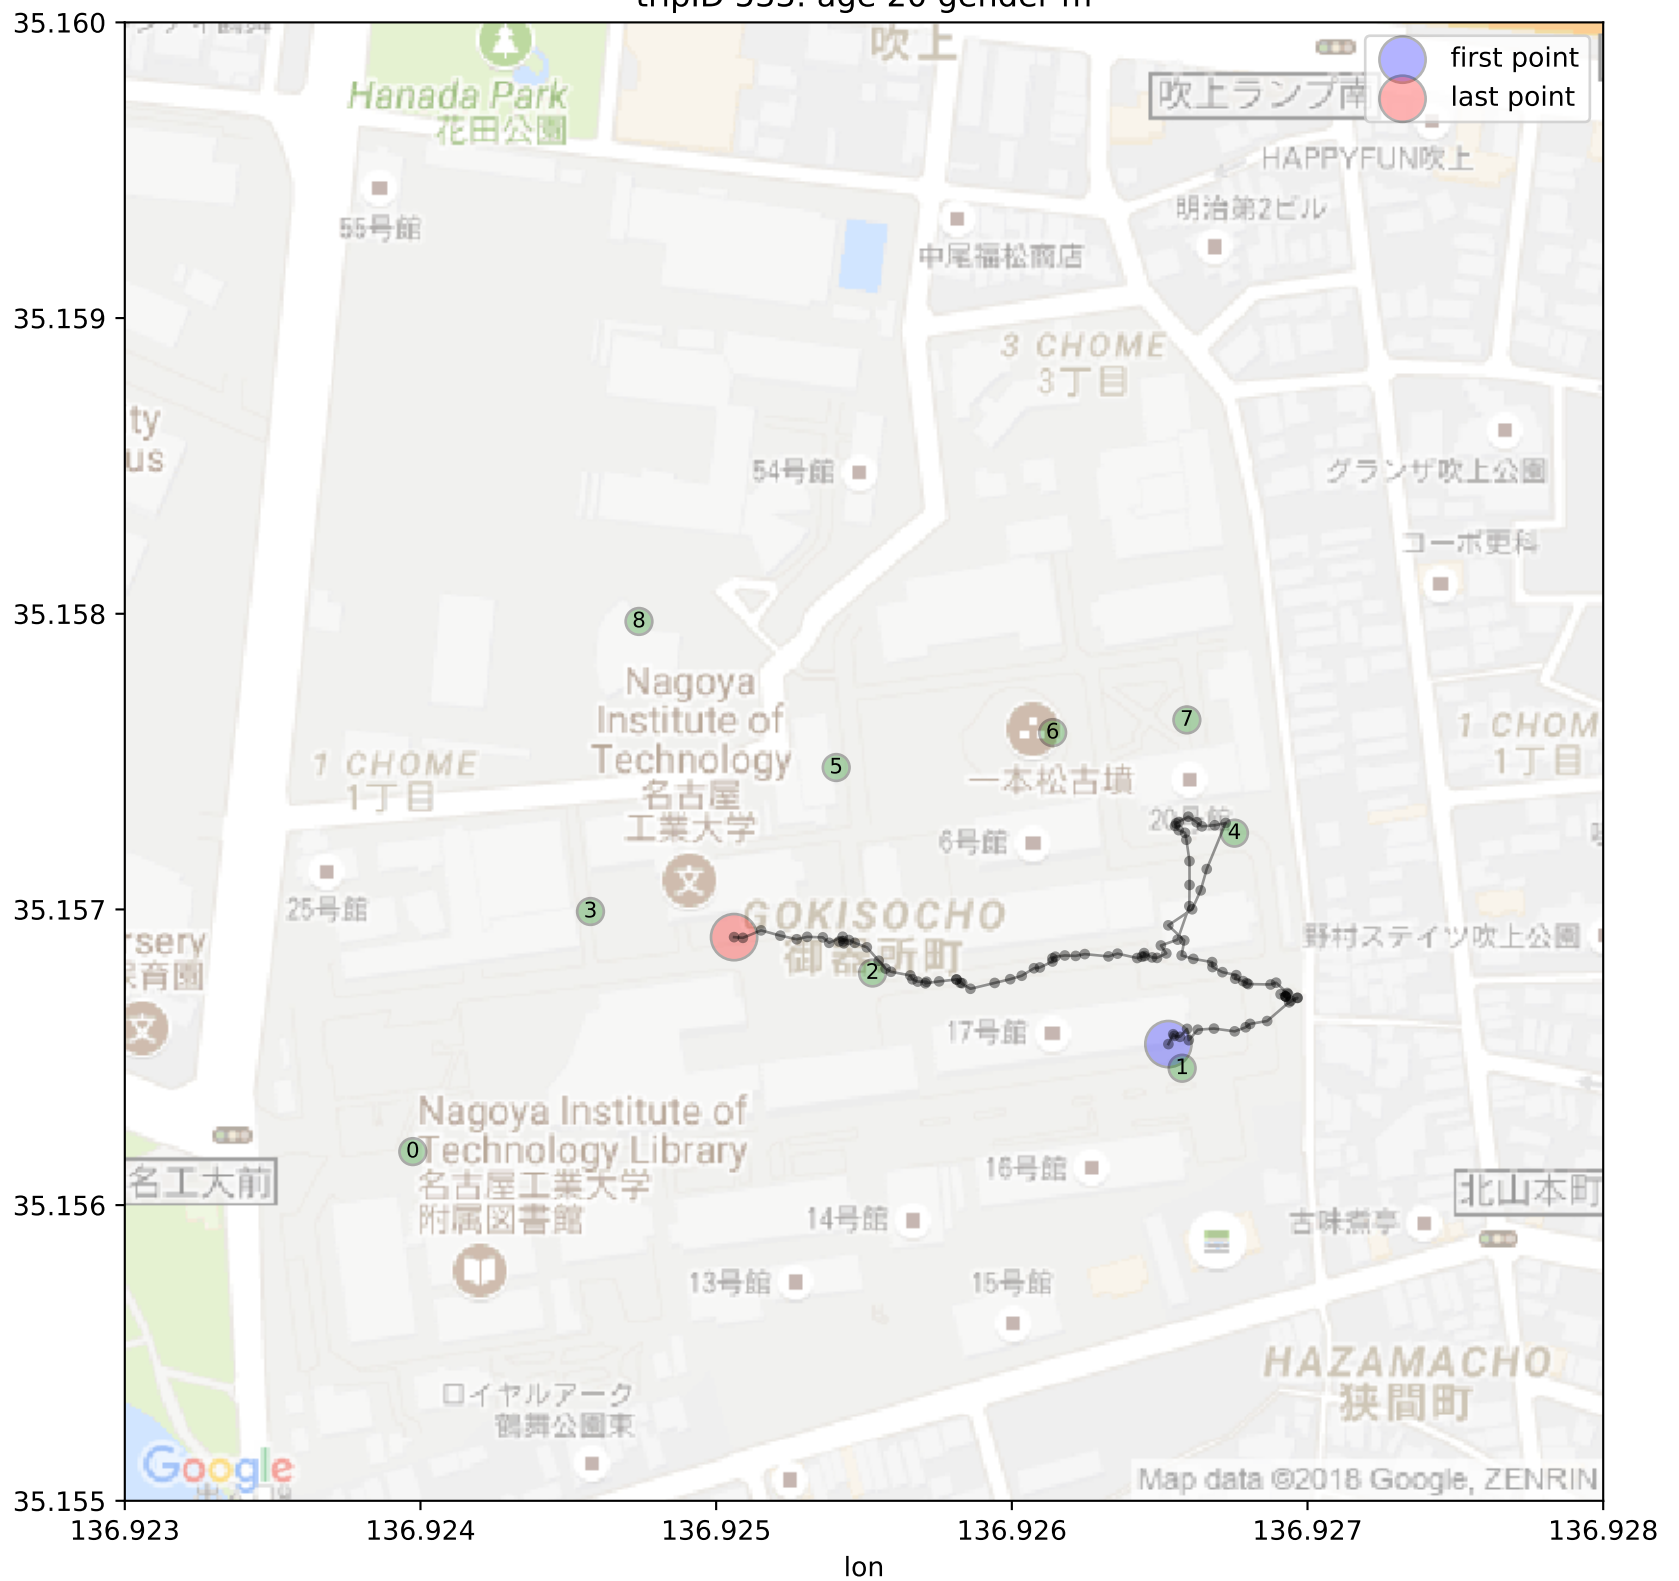 35.160
吹上
first point
last point
Hanada Park
花田公園
吹上ランプ南
HAPPYFUN吹上
明治第2ビル
55号館
中尾福松商店
35.159
3 CHOME
3丁目
ty
us
54号館
グランザ吹上公園
コーポ更科
35.158
8
Nagoya
Institute of
Technology
名古屋
工業大学
7
6
5
1 CHOME
1丁目
1 CHOM
1丁目
一本松古墳
20号館
4
6号館
35.157
25号館
3
GOKISOCHO
御器所町
野村ステイツ吹上公園
rsery
保育園
2
17号館
1
Nagoya Institute of
Technology Library
名古屋工業大学
附属図書館
0
名工大前
16号館
北山本町
35.156
14号館
古味煮亭
13号館
15号館
HAZAMACHO
狭間町
ロイヤルアーク
鶴舞公園東
Google
Map data ©2018 Google, ZENRIN
35.155
136.923
136.924
136.925
136.926
136.927
136.928
lon